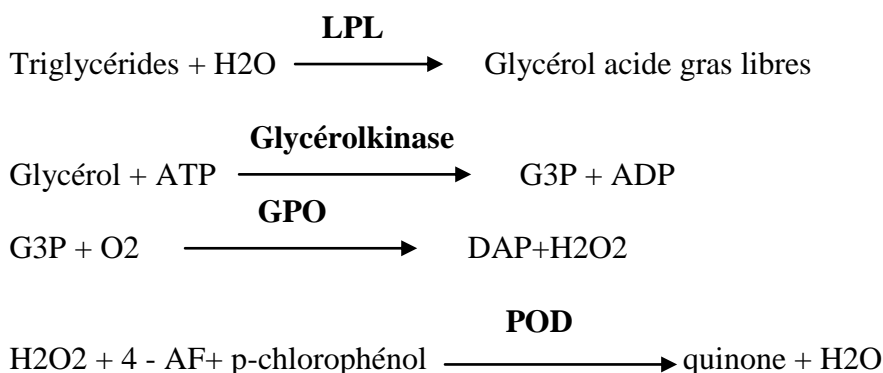 LPL
Triglycérides + H2O Glycérol acide gras libres
Glycérolkinase
Glycérol + ATP G3P + ADP
GPO
G3P + O2 DAP+H2O2
POD
H2O2 + 4 - AF+ p-chlorophénol quinone + H2O